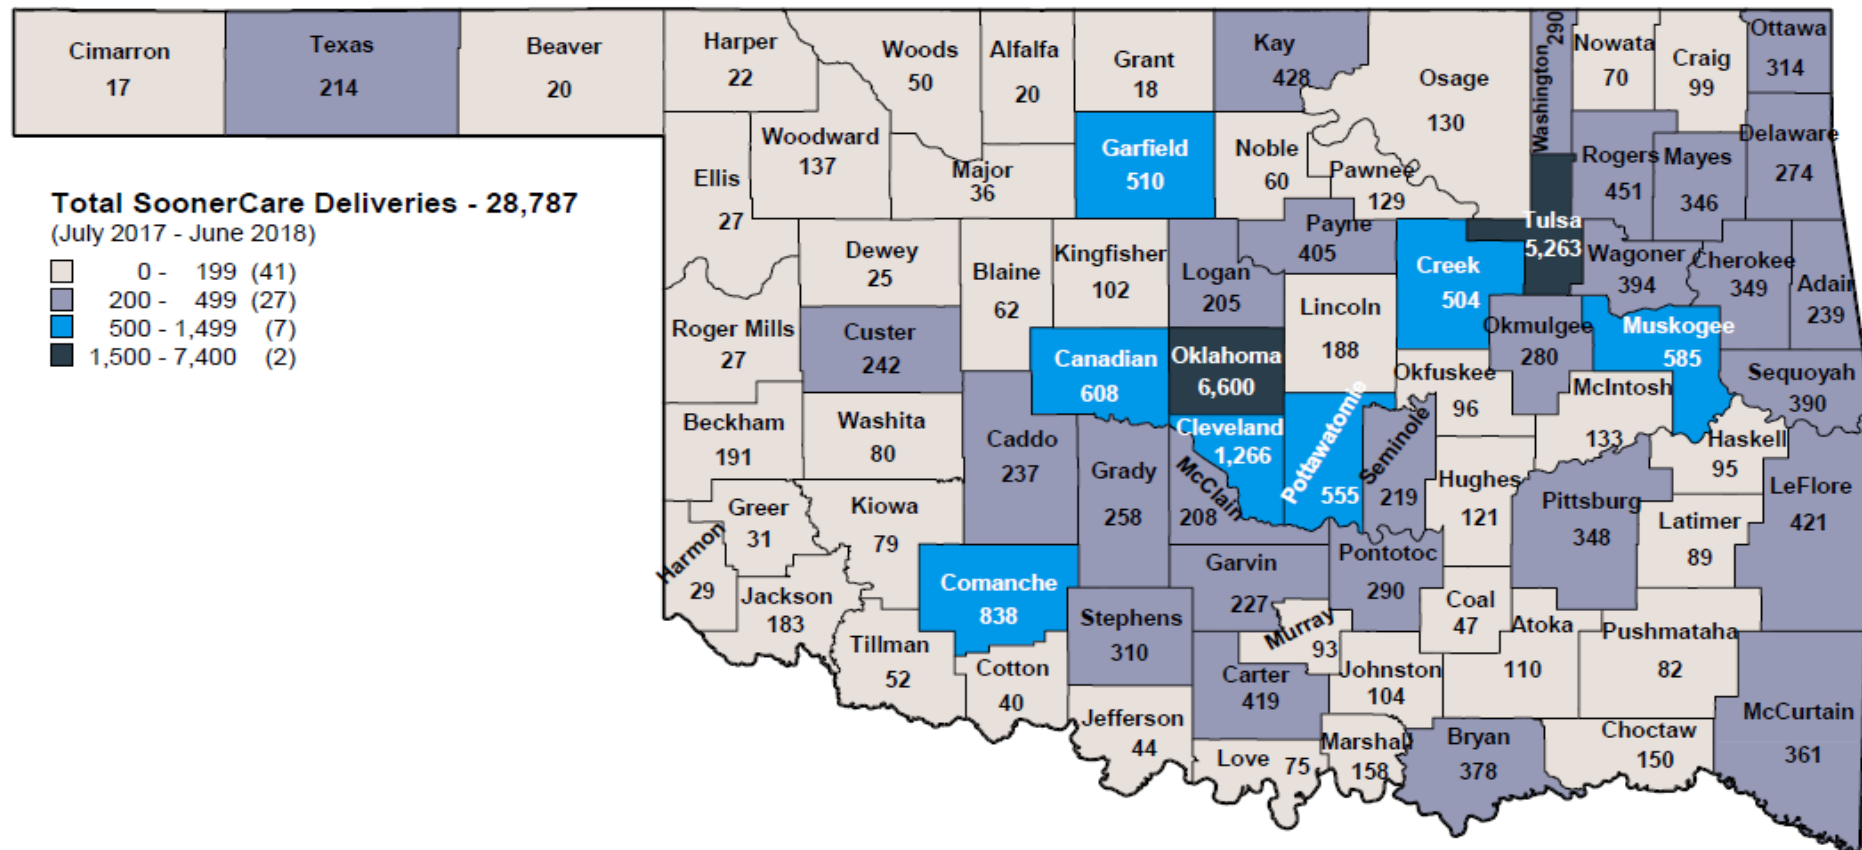 Cimarron
17
Texas
214
Beaver
20
Harper
22
Woods
50
Alfalfa
20
Grant
18
Kay
428
Osage
130
Washington
290
Nowata
70
Craig
99
Ottawa
314
Ellis
27
Woodward
137
Major
36
Garfield
510
Noble
60
Pawnee
129
Rogers
451
Mayes
346
Delaware
274
Total SoonerCare Deliveries - 28,787
(July 2017 - June 2018)
0 - 199 (41)
200 - 499 (27)
500 - 1,499 (7)
1,500 - 7,400 (2)
Dewey
25
Blaine
62
Kingfisher
102
Logan
205
Payne
405
Creek
504
Tulsa
5,263
Wagoner
394
Cherokee
349
Adair
239
Roger Mills
27
Custer
242
Canadian
608
Oklahoma
6,600
Lincoln
188
Okmulgee
280
Muskogee
585
Sequoyah
390
Beckham
191
Washita
80
Caddo
237
Grady
258
McClain
208
Cleveland
1,266
Pottawatomie
555
Seminole
219
Okfuskee
96
McIntosh
133
Haskell
95
Hughes
121
Pittsburg
348
Latimer
89
LeFlore
421
Harmon
29
Greer
31
Kiowa
79
Jackson
183
Comanche
838
Tillman
52
Cotton
40
Stephens
310
Garvin
227
Pontotoc
290
Murray
93
Coal
47
Atoka
110
Pushmataha
82
Carter
419
Johnston
104
McCurtain
361
Jefferson
44
Love 75
Marshall
158
Bryan
378
Choctaw
150